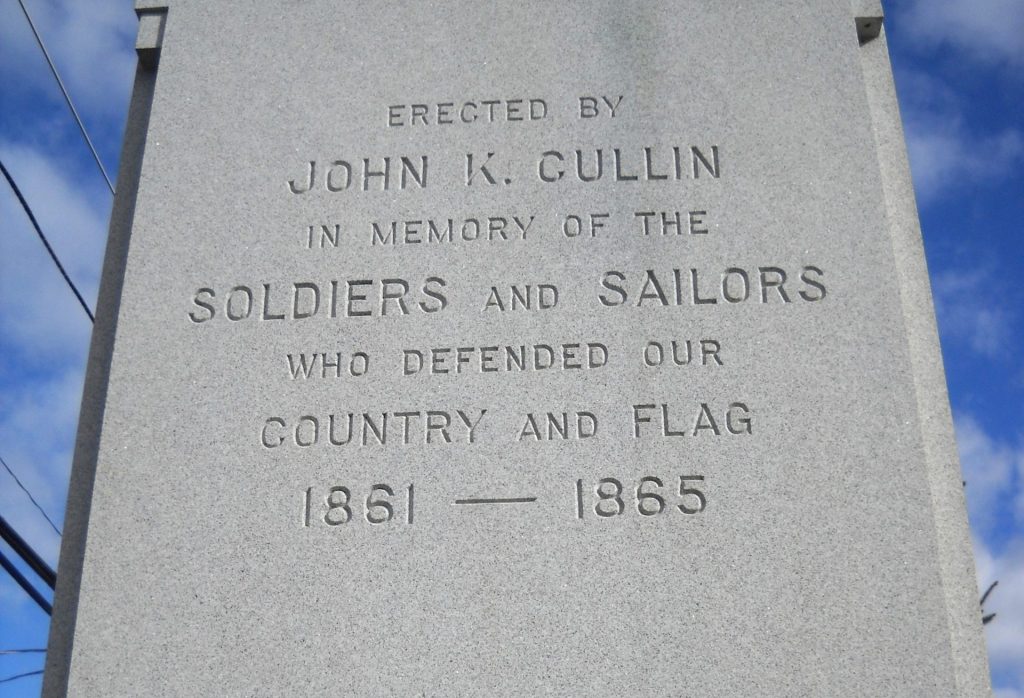 ERECTED BY
JOHN K. CULLIN
IN MEMORY OF THE
SOLDIERS AND SAILORS
WHO DEFENDED OUR
COUNTRY AND FLAG
1861 — 1865